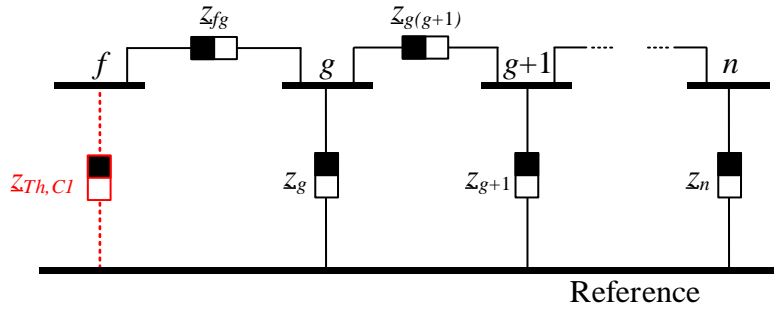 z_fg z_g(g+1)
f g g+1 n
z_Th,C1 z_g z_g+1 z_n
Reference